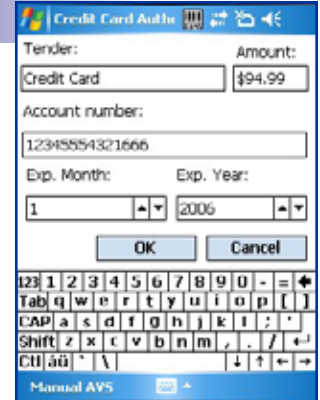 Credit Card Autho
Tender: Amount:
Credit Card $94.99
Account number:
12345554321666
Exp. Month: Exp. Year:
1 2006
OK Cancel
123 1 2 3 4 5 6 7 8 9 0 - =
Tab q w e r t y u i o p [ ]
CAP a s d f g h j k l ; '
Shift z x c v b n m , . /
Ctl áü ` \
Manual AVS